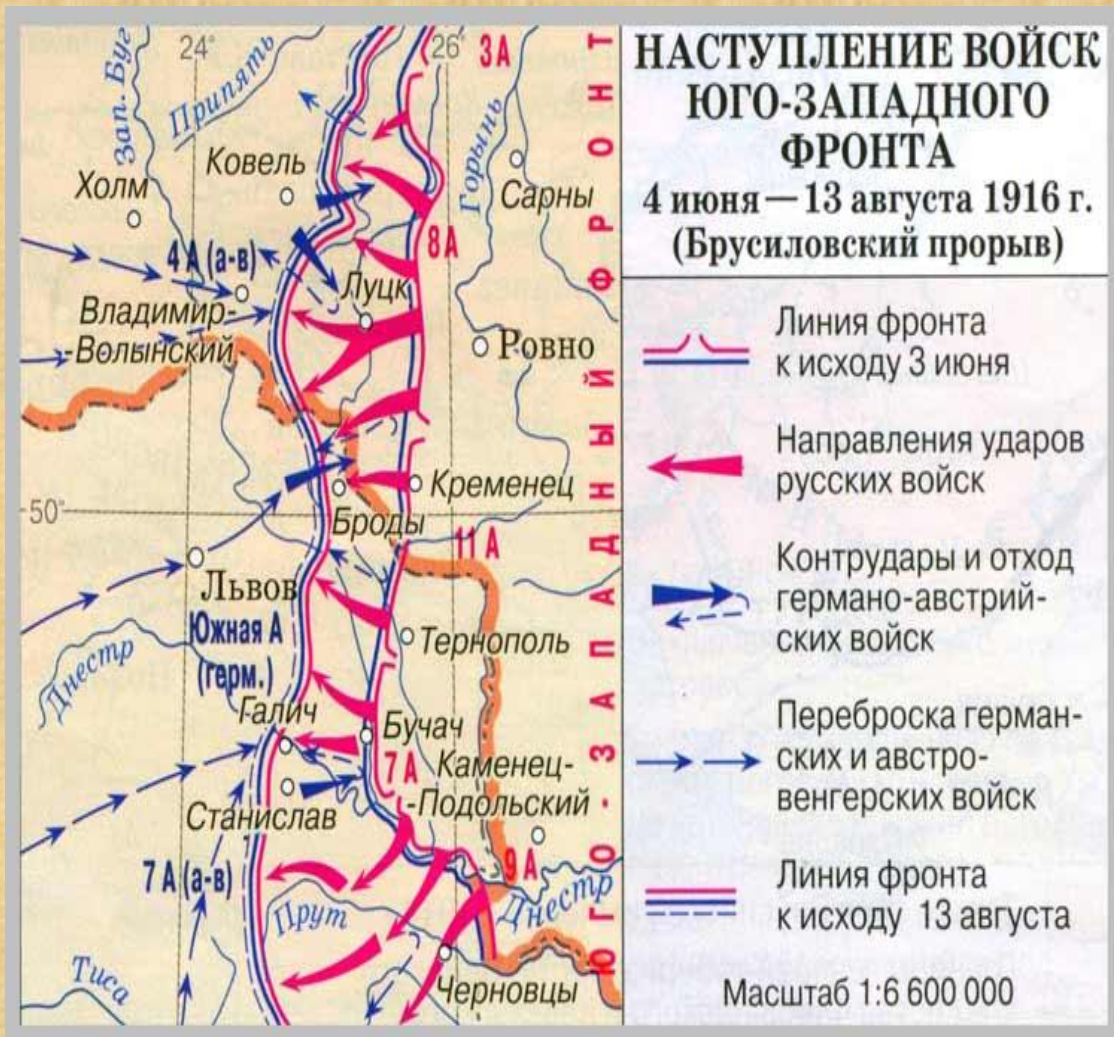 НАСТУПЛЕНИЕ ВОЙСК
ЮГО-ЗАПАДНОГО
ФРОНТА
4 июня — 13 августа 1916 г.
(Брусиловский прорыв)
Линия фронта
к исходу 3 июня
Направления ударов
русских войск
Контрудары и отход
германо-австрий-
ских войск
Переброска герман-
ских и австро-
венгерских войск
Линия фронта
к исходу 13 августа
Масштаб 1:6 600 000
24°
26°
3А
Зап. Буг
Припять
Горынь
Ковель
Холм
Сарны
8А
4 А (а-в)
Луцк
Владимир-
-Волынский
Ровно
Кременец
50°
Броды
11 А
Львов
Южная А
(герм.)
Тернополь
Днестр
Галич
Бучач
7А
Каменец-
-Подольский
Станислав
9А
7 А (а-в)
Прут
Днестр
Тиса
Черновцы
ЮГО-ЗАПАДНЫЙ ФРОНТ